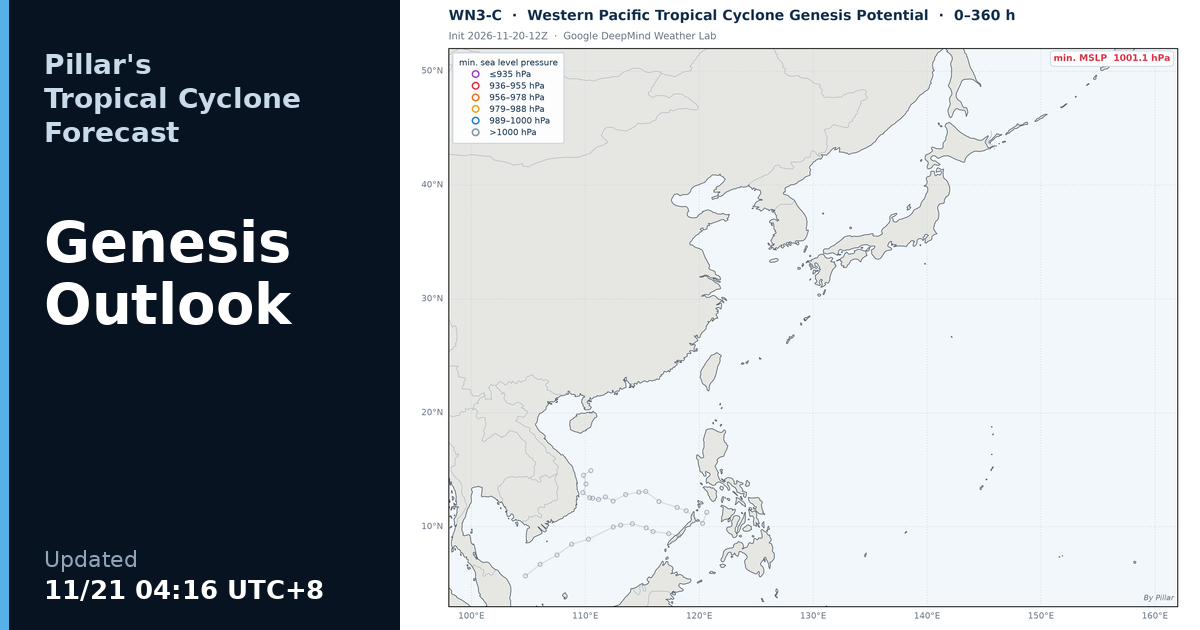 Pillar's
Tropical Cyclone
Forecast
Genesis
Outlook
Updated
11/21 04:16 UTC+8
WN3-C · Western Pacific Tropical Cyclone Genesis Potential · 0–360 h
Init 2026-11-20-12Z · Google DeepMind Weather Lab
min. sea level pressure
≤935 hPa
936–955 hPa
956–978 hPa
979–988 hPa
989–1000 hPa
>1000 hPa
min. MSLP 1001.1 hPa
50°N
40°N
30°N
20°N
10°N
By Pillar
100°E
110°E
120°E
130°E
140°E
150°E
160°E